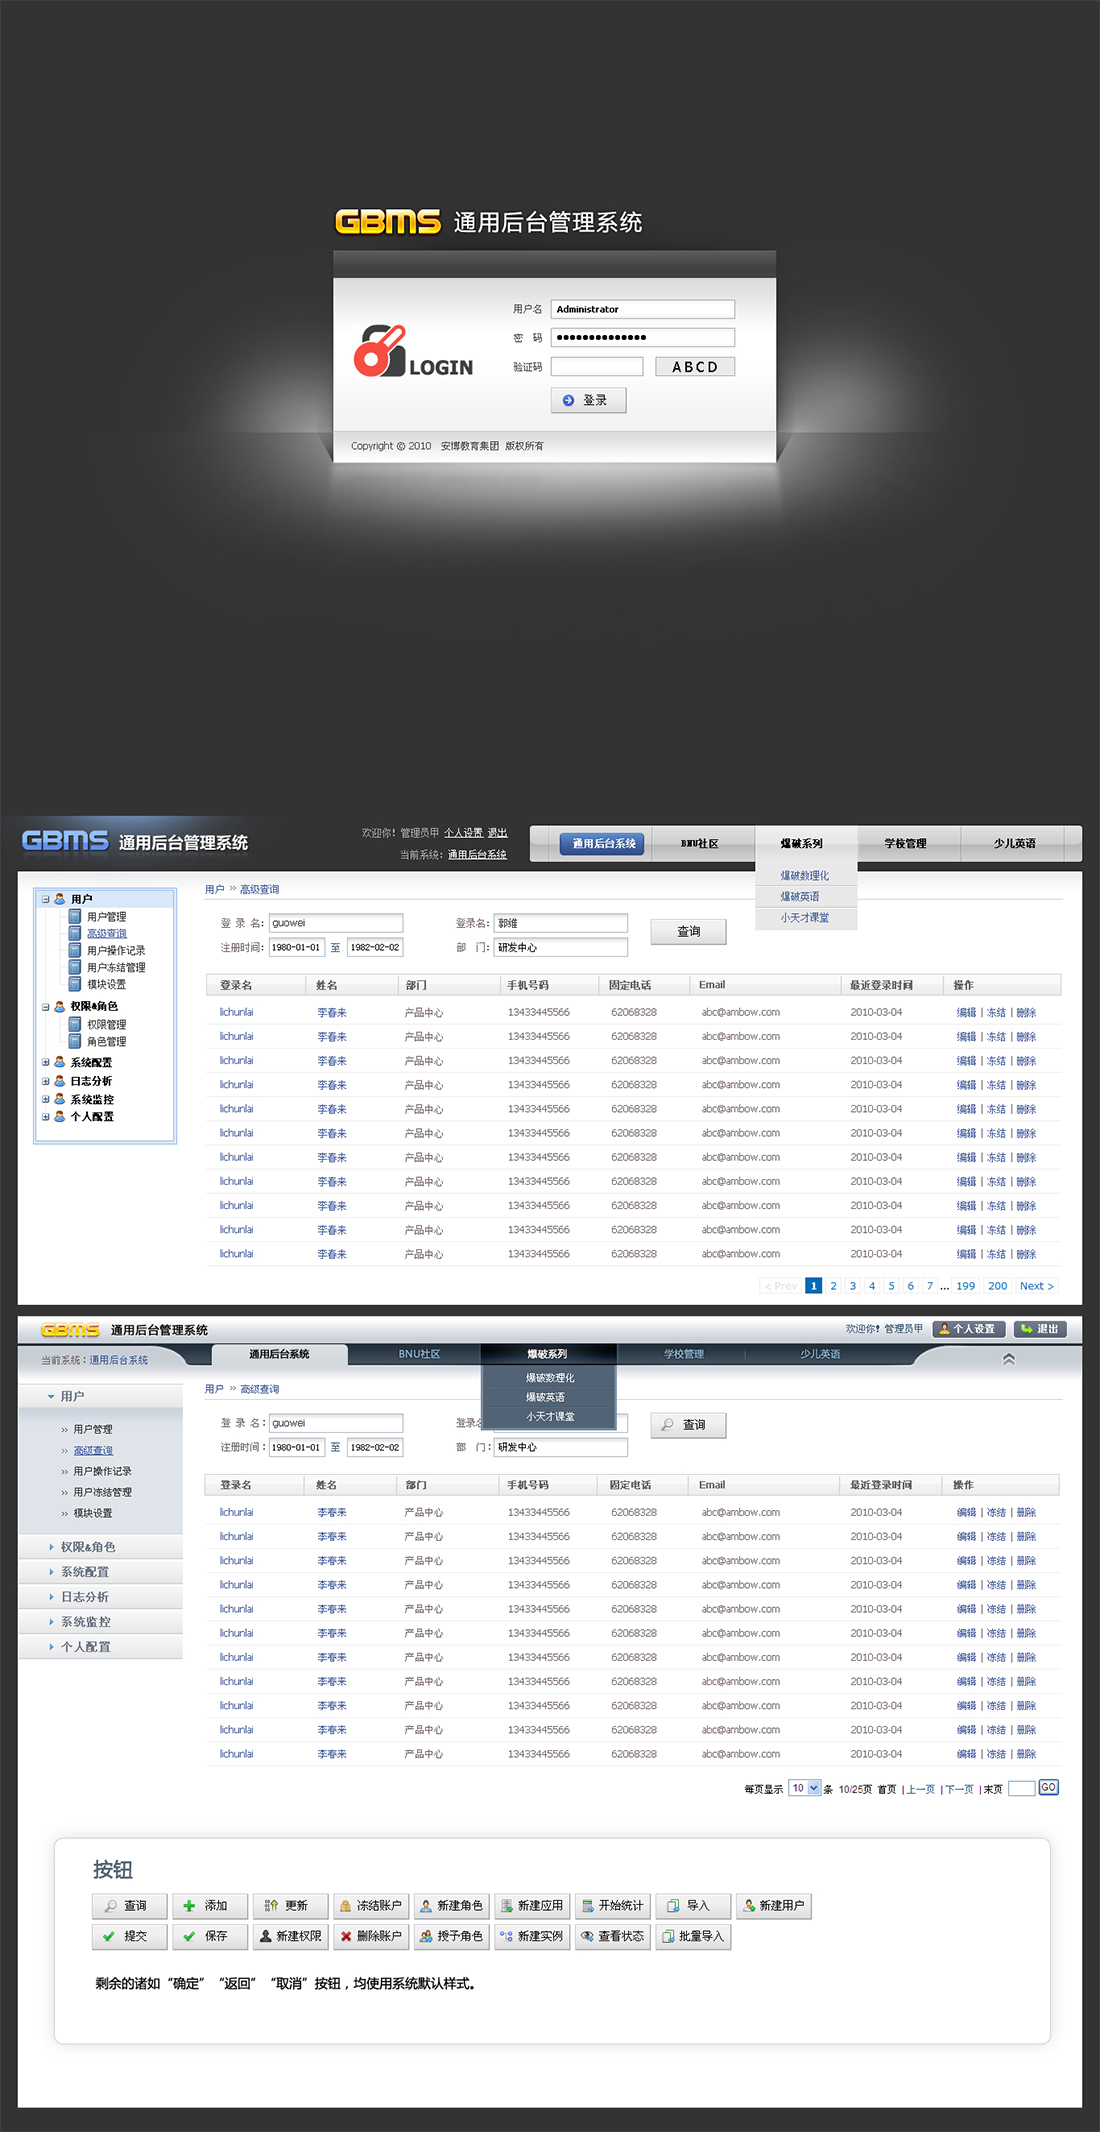 GBMS 通用后台管理系统
用户名 Administrator
密 码 ••••••••••••••
验证码 ABCD
LOGIN
登录
Copyright © 2010 安博教育集团 版权所有
GBMS 通用后台管理系统
欢迎你! 管理员甲 个人设置 退出
当前系统: 通用后台系统
通用后台系统 BNU社区 爆破系列 学校管理 少儿英语
爆破数理化
爆破英语
小天才课堂
用户
用户管理
高级查询
用户操作记录
用户冻结管理
模块设置
权限&角色
权限管理
角色管理
系统配置
日志分析
系统监控
个人配置
用户 >> 高级查询
登 录 名: guowei 登录名: 郭维
注册时间: 1980-01-01 至 1982-02-02 部 门: 研发中心
查询
登录名 姓名 部门 手机号码 固定电话 Email 最近登录时间 操作
lichunlai 李春来 产品中心 13433445566 62068328 abc@ambow.com 2010-03-04 编辑 | 冻结 | 删除
lichunlai 李春来 产品中心 13433445566 62068328 abc@ambow.com 2010-03-04 编辑 | 冻结 | 删除
lichunlai 李春来 产品中心 13433445566 62068328 abc@ambow.com 2010-03-04 编辑 | 冻结 | 删除
lichunlai 李春来 产品中心 13433445566 62068328 abc@ambow.com 2010-03-04 编辑 | 冻结 | 删除
lichunlai 李春来 产品中心 13433445566 62068328 abc@ambow.com 2010-03-04 编辑 | 冻结 | 删除
lichunlai 李春来 产品中心 13433445566 62068328 abc@ambow.com 2010-03-04 编辑 | 冻结 | 删除
lichunlai 李春来 产品中心 13433445566 62068328 abc@ambow.com 2010-03-04 编辑 | 冻结 | 删除
lichunlai 李春来 产品中心 13433445566 62068328 abc@ambow.com 2010-03-04 编辑 | 冻结 | 删除
lichunlai 李春来 产品中心 13433445566 62068328 abc@ambow.com 2010-03-04 编辑 | 冻结 | 删除
lichunlai 李春来 产品中心 13433445566 62068328 abc@ambow.com 2010-03-04 编辑 | 冻结 | 删除
lichunlai 李春来 产品中心 13433445566 62068328 abc@ambow.com 2010-03-04 编辑 | 冻结 | 删除
< Prev 1 2 3 4 5 6 7 ... 199 200 Next >
GBMS 通用后台管理系统
欢迎你! 管理员甲 个人设置 退出
当前系统：通用后台系统
通用后台系统 BNU社区 爆破系列 学校管理 少儿英语
爆破数理化
爆破英语
小天才课堂
用户
>> 用户管理
>> 高级查询
>> 用户操作记录
>> 用户冻结管理
>> 模块设置
权限&角色
系统配置
日志分析
系统监控
个人配置
用户 >> 高级查询
登 录 名： guowei 登录名
注册时间： 1980-01-01 至 1982-02-02 部 门： 研发中心
查询
登录名 姓名 部门 手机号码 固定电话 Email 最近登录时间 操作
lichunlai 李春来 产品中心 13433445566 62068328 abc@ambow.com 2010-03-04 编辑 | 冻结 | 删除
lichunlai 李春来 产品中心 13433445566 62068328 abc@ambow.com 2010-03-04 编辑 | 冻结 | 删除
lichunlai 李春来 产品中心 13433445566 62068328 abc@ambow.com 2010-03-04 编辑 | 冻结 | 删除
lichunlai 李春来 产品中心 13433445566 62068328 abc@ambow.com 2010-03-04 编辑 | 冻结 | 删除
lichunlai 李春来 产品中心 13433445566 62068328 abc@ambow.com 2010-03-04 编辑 | 冻结 | 删除
lichunlai 李春来 产品中心 13433445566 62068328 abc@ambow.com 2010-03-04 编辑 | 冻结 | 删除
lichunlai 李春来 产品中心 13433445566 62068328 abc@ambow.com 2010-03-04 编辑 | 冻结 | 删除
lichunlai 李春来 产品中心 13433445566 62068328 abc@ambow.com 2010-03-04 编辑 | 冻结 | 删除
lichunlai 李春来 产品中心 13433445566 62068328 abc@ambow.com 2010-03-04 编辑 | 冻结 | 删除
lichunlai 李春来 产品中心 13433445566 62068328 abc@ambow.com 2010-03-04 编辑 | 冻结 | 删除
lichunlai 李春来 产品中心 13433445566 62068328 abc@ambow.com 2010-03-04 编辑 | 冻结 | 删除
每页显示 10 条 10/25页 首页 | 上一页 | 下一页 | 末页 GO
按钮
查询 添加 更新 冻结账户 新建角色 新建应用 开始统计 导入 新建用户
提交 保存 新建权限 删除账户 授予角色 新建实例 查看状态 批量导入
剩余的诸如“确定”“返回”“取消”按钮，均使用系统默认样式。